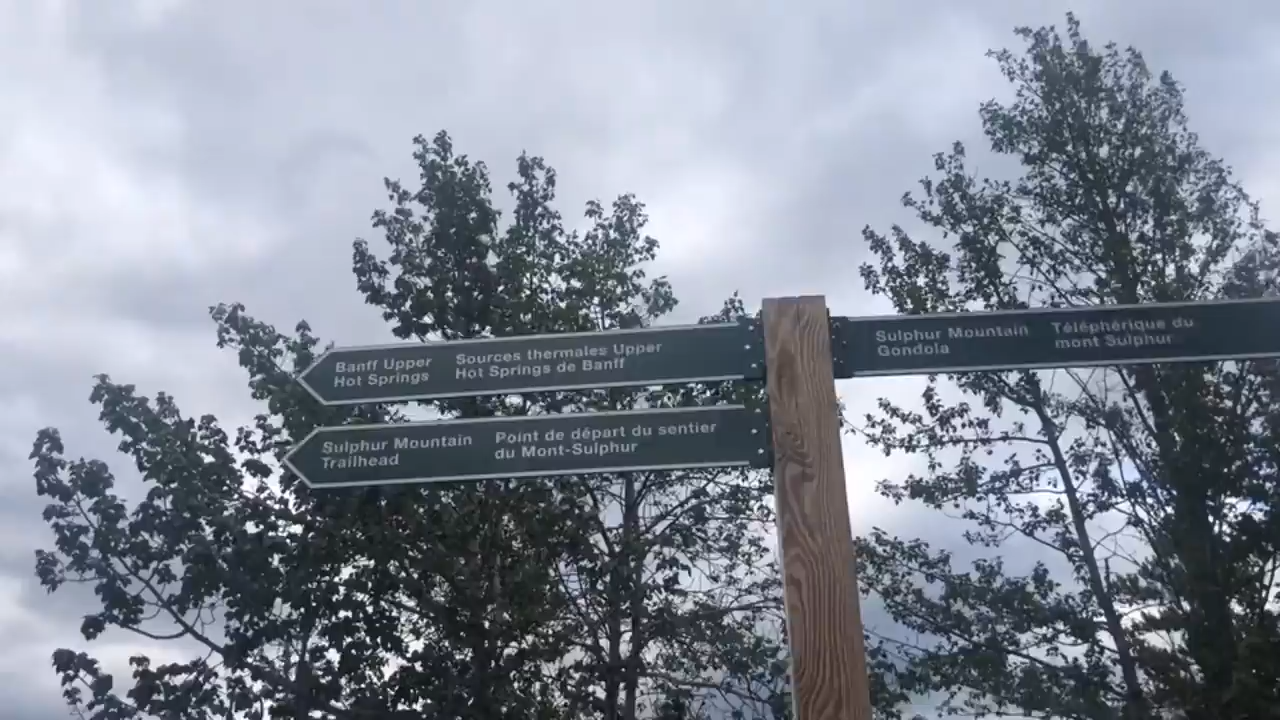 Banff Upper
Hot Springs
Sources thermales Upper
Hot Springs de Banff
Sulphur Mountain
Gondola
Téléphérique du
mont Sulphur
Sulphur Mountain
Trailhead
Point de départ du sentier
du Mont-Sulphur